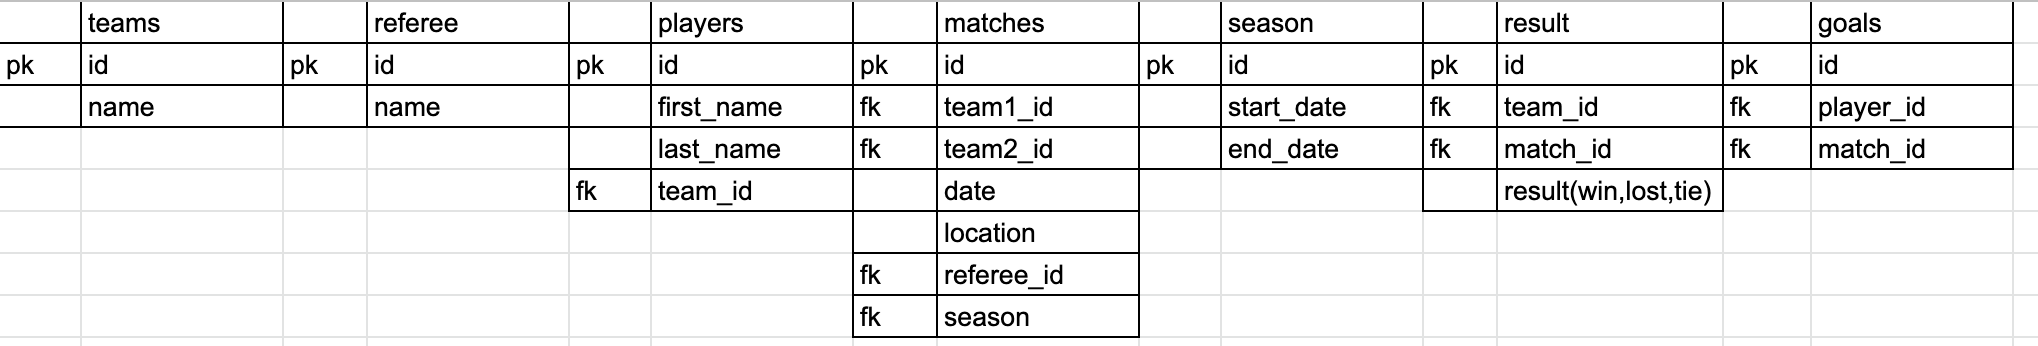 teams referee players matches season result goals
pk id pk id pk id pk id pk id pk id pk id
name name first_name fk team1_id start_date fk team_id fk player_id
last_name fk team2_id end_date fk match_id fk match_id
fk team_id date result(win,lost,tie)
location
fk referee_id
fk season